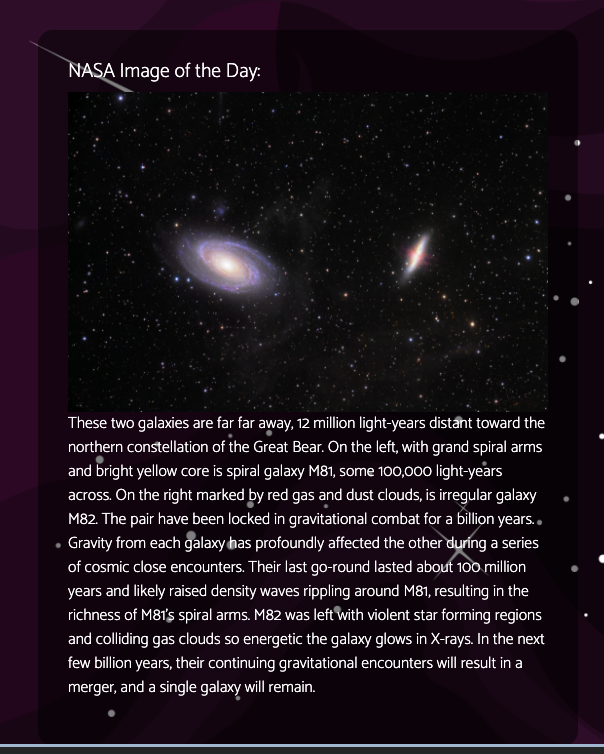 NASA Image of the Day:
These two galaxies are far far away, 12 million light-years distant toward the
northern constellation of the Great Bear. On the left, with grand spiral arms
and bright yellow core is spiral galaxy M81, some 100,000 light-years
across. On the right marked by red gas and dust clouds, is irregular galaxy
M82. The pair have been locked in gravitational combat for a billion years.
Gravity from each galaxy has profoundly affected the other during a series
of cosmic close encounters. Their last go-round lasted about 100 million
years and likely raised density waves rippling around M81, resulting in the
richness of M81's spiral arms. M82 was left with violent star forming regions
and colliding gas clouds so energetic the galaxy glows in X-rays. In the next
few billion years, their continuing gravitational encounters will result in a
merger, and a single galaxy will remain.